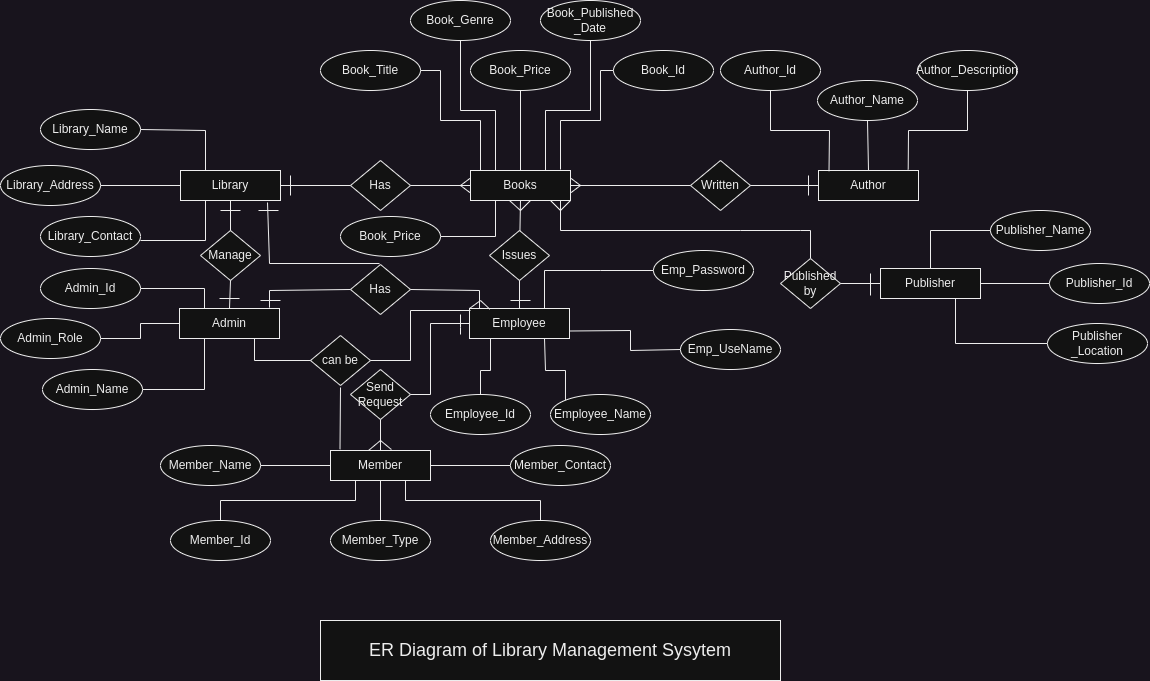 Book_Genre
Book_Published
_Date
Book_Title
Book_Price
Book_Id
Author_Id
Author_Description
Author_Name
Library_Name
Library_Address
Library
Has
Books
Written
Author
Library_Contact
Book_Price
Manage
Issues
Publisher_Name
Emp_Password
Published
by
Publisher
Publisher_Id
Admin_Id
Has
Admin
Employee
Admin_Role
Publisher
_Location
Emp_UseName
can be
Admin_Name
Send
Request
Employee_Id
Employee_Name
Member_Name
Member
Member_Contact
Member_Id
Member_Type
Member_Address
ER Diagram of Library Management Sysytem